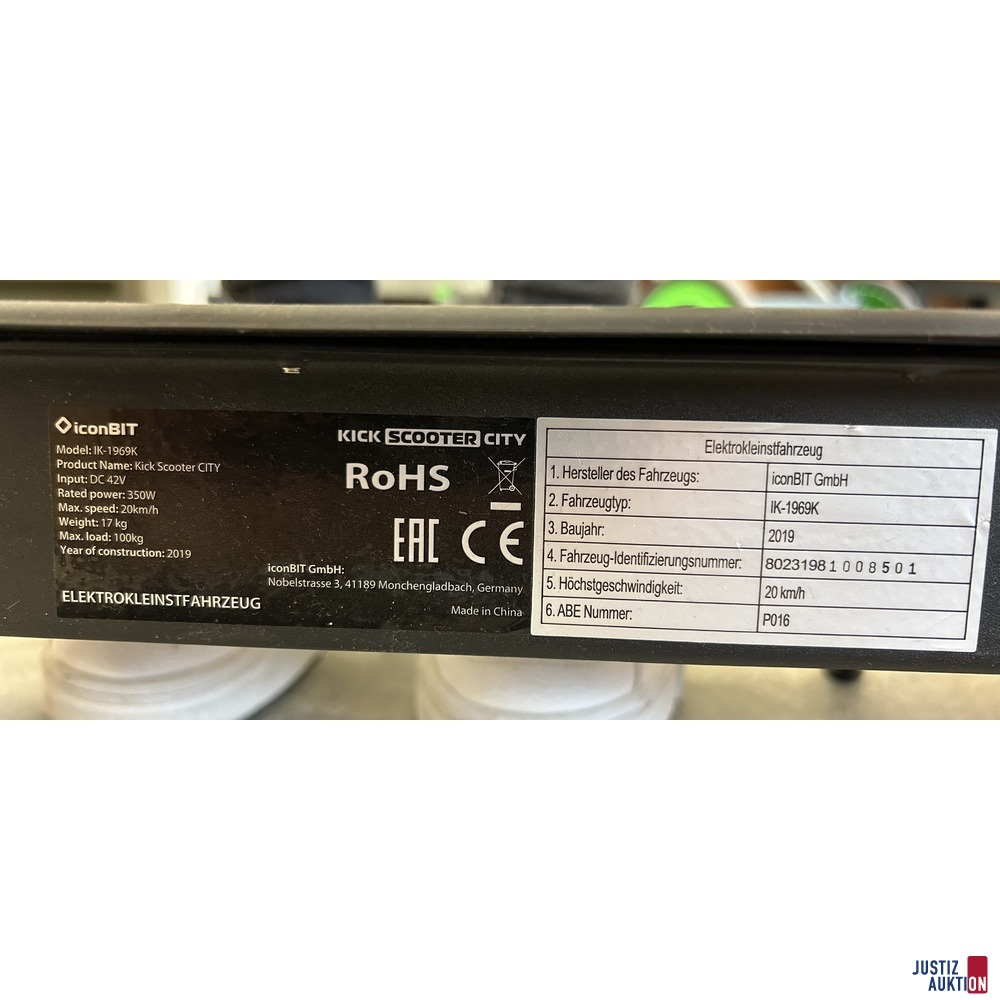 iconBIT
Model: IK-1969K
Product Name: Kick Scooter CITY
Input: DC 42V
Rated power: 350W
Max. speed: 20km/h
Weight: 17 kg
Max. load: 100kg
Year of construction: 2019
ELEKTROKLEINSTFAHRZEUG
KICK SCOOTER CITY
RoHS
EAC CE
iconBIT GmbH:
Nobelstrasse 3, 41189 Monchengladbach, Germany
Made in China
Elektrokleinstfahrzeug
1. Hersteller des Fahrzeugs: iconBIT GmbH
2. Fahrzeugtyp: IK-1969K
3. Baujahr: 2019
4. Fahrzeug-Identifizierungsnummer: 80231981008501
5. Höchstgeschwindigkeit: 20 km/h
6. ABE Nummer: P016
JUSTIZ
AUKTION